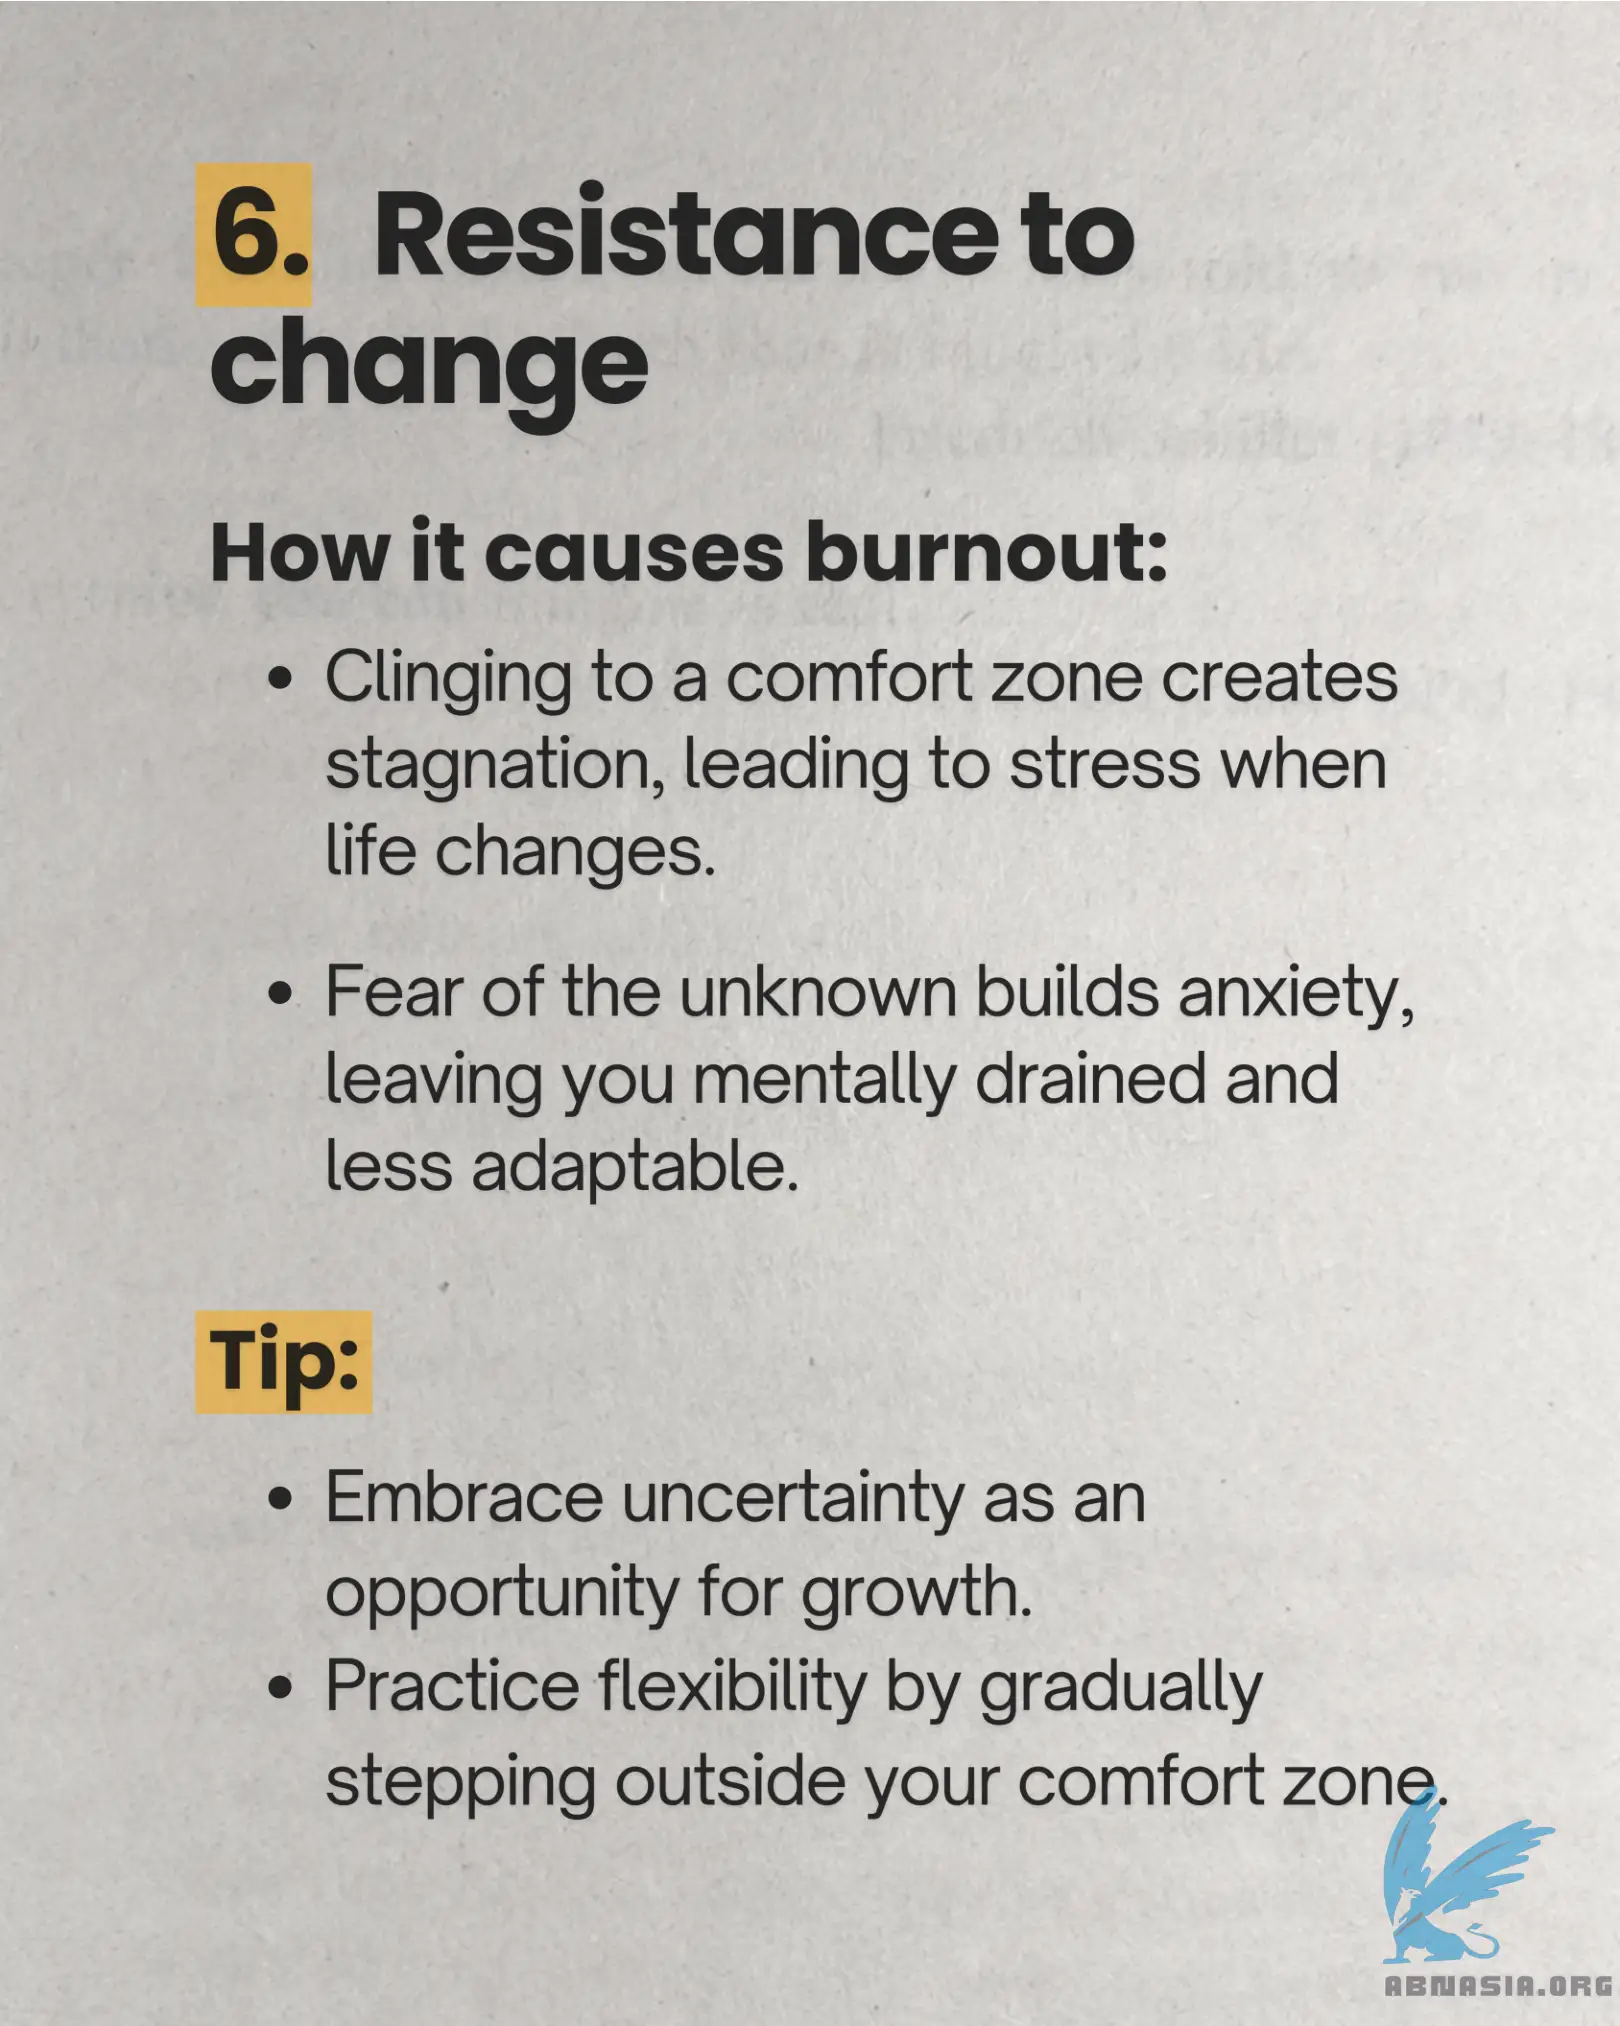 6. Resistance to
change
How it causes burnout:
• Clinging to a comfort zone creates
stagnation, leading to stress when
life changes.
• Fear of the unknown builds anxiety,
leaving you mentally drained and
less adaptable.
Tip:
• Embrace uncertainty as an
opportunity for growth.
• Practice flexibility by gradually
stepping outside your comfort zone.
ABNASIA.ORG